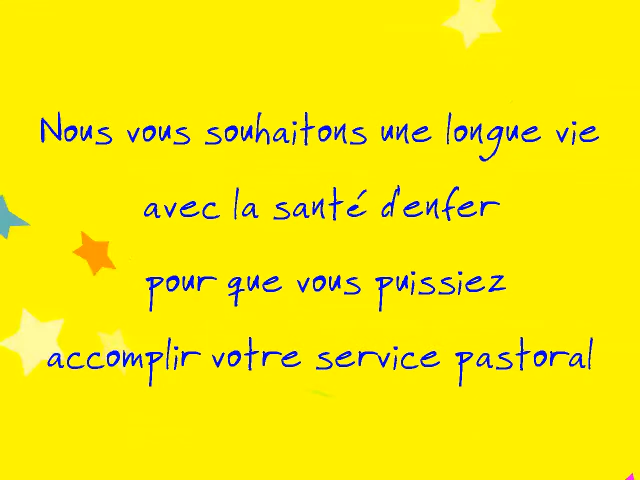 Nous vous souhaitons une longue vie
avec la santé d'enfer
pour que vous puissiez
accomplir votre service pastoral